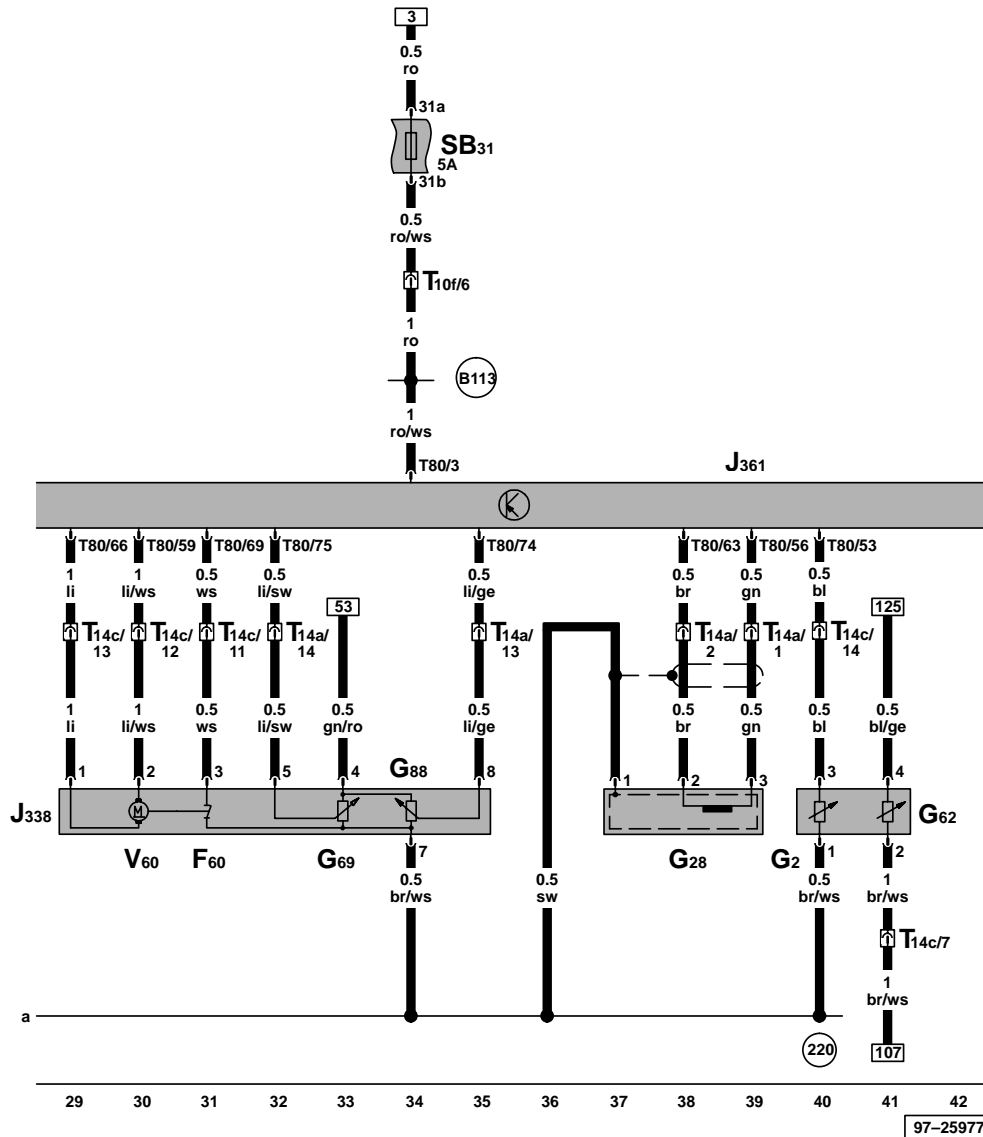 3
0.5
ro
31a
SB31
5A
31b
0.5
ro/ws
T10f/6
1
ro
B113
1
ro/ws
T80/3
J361
T80/66 T80/59 T80/69 T80/75 T80/74 T80/63 T80/56 T80/53
1 1 0.5 0.5 0.5 0.5 0.5 0.5
li li/ws ws li/sw li/ge br gn bl
53 125
T14c/13 T14c/12 T14c/11 T14a/14 T14a/13 T14a/2 T14a/1 T14c/14
1 1 0.5 0.5 0.5 0.5 0.5 0.5 0.5 0.5
li li/ws ws li/sw gn/ro li/ge br gn bl bl/ge
G88
1 2 3 5 4 8 1 2 3 3 4
J338 M G62
V60 F60 G69 7 G28 G2 1 2
0.5 0.5 0.5 1
br/ws sw br/ws br/ws
T14c/7
1
br/ws
a
220 107
29 30 31 32 33 34 35 36 37 38 39 40 41 42
97–25977